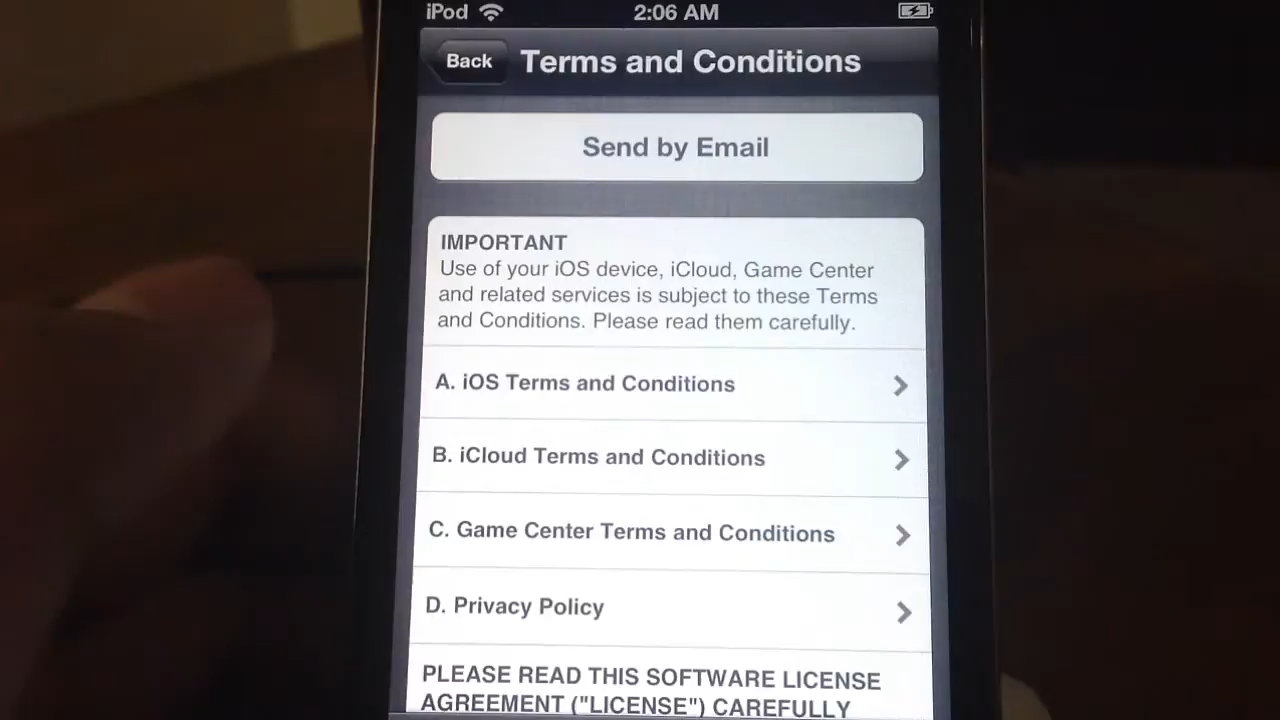 iPod 2:06 AM
Back Terms and Conditions
Send by Email
IMPORTANT
Use of your iOS device, iCloud, Game Center
and related services is subject to these Terms
and Conditions. Please read them carefully.
A. iOS Terms and Conditions
B. iCloud Terms and Conditions
C. Game Center Terms and Conditions
D. Privacy Policy
PLEASE READ THIS SOFTWARE LICENSE
AGREEMENT ("LICENSE") CAREFULLY